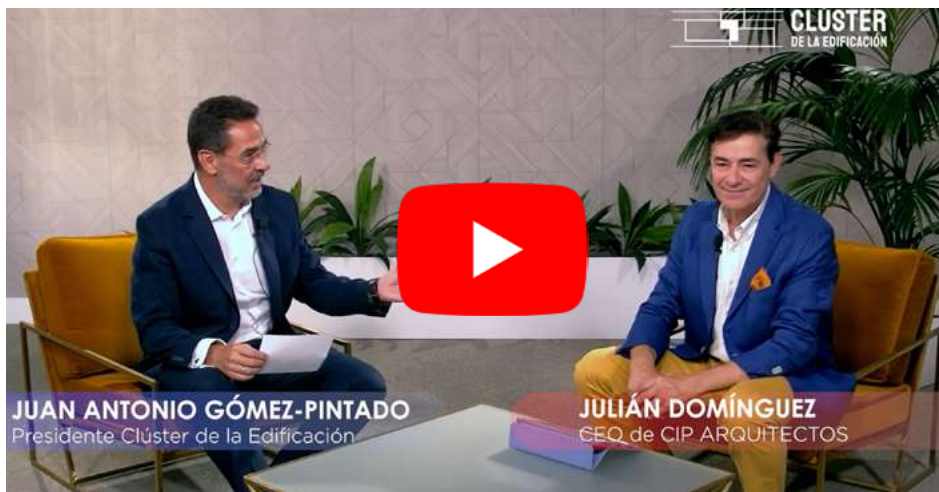 CLUSTER
DE LA EDIFICACIÓN
JUAN ANTONIO GÓMEZ-PINTADO
Presidente Clúster de la Edificación
JULIÁN DOMÍNGUEZ
CEO de CIP ARQUITECTOS